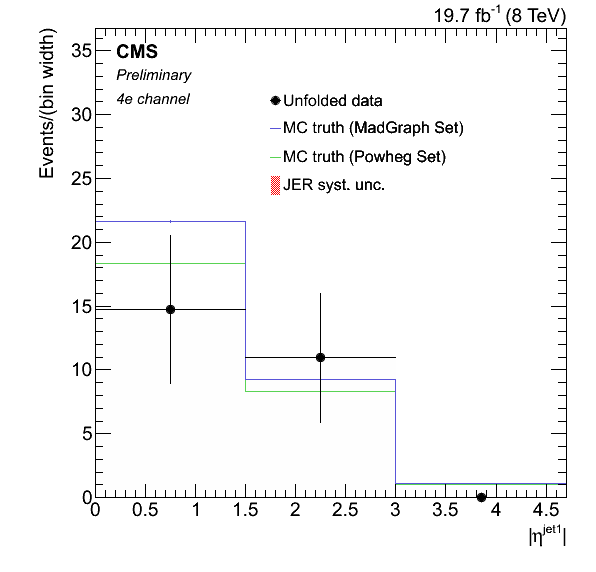 19.7 fb⁻¹ (8 TeV)
Events/(bin width)
CMS
Preliminary
4e channel
Unfolded data
MC truth (MadGraph Set)
MC truth (Powheg Set)
JER syst. unc.
35
30
25
20
15
10
5
0
0 0.5 1 1.5 2 2.5 3 3.5 4 4.5
|η^jet1|